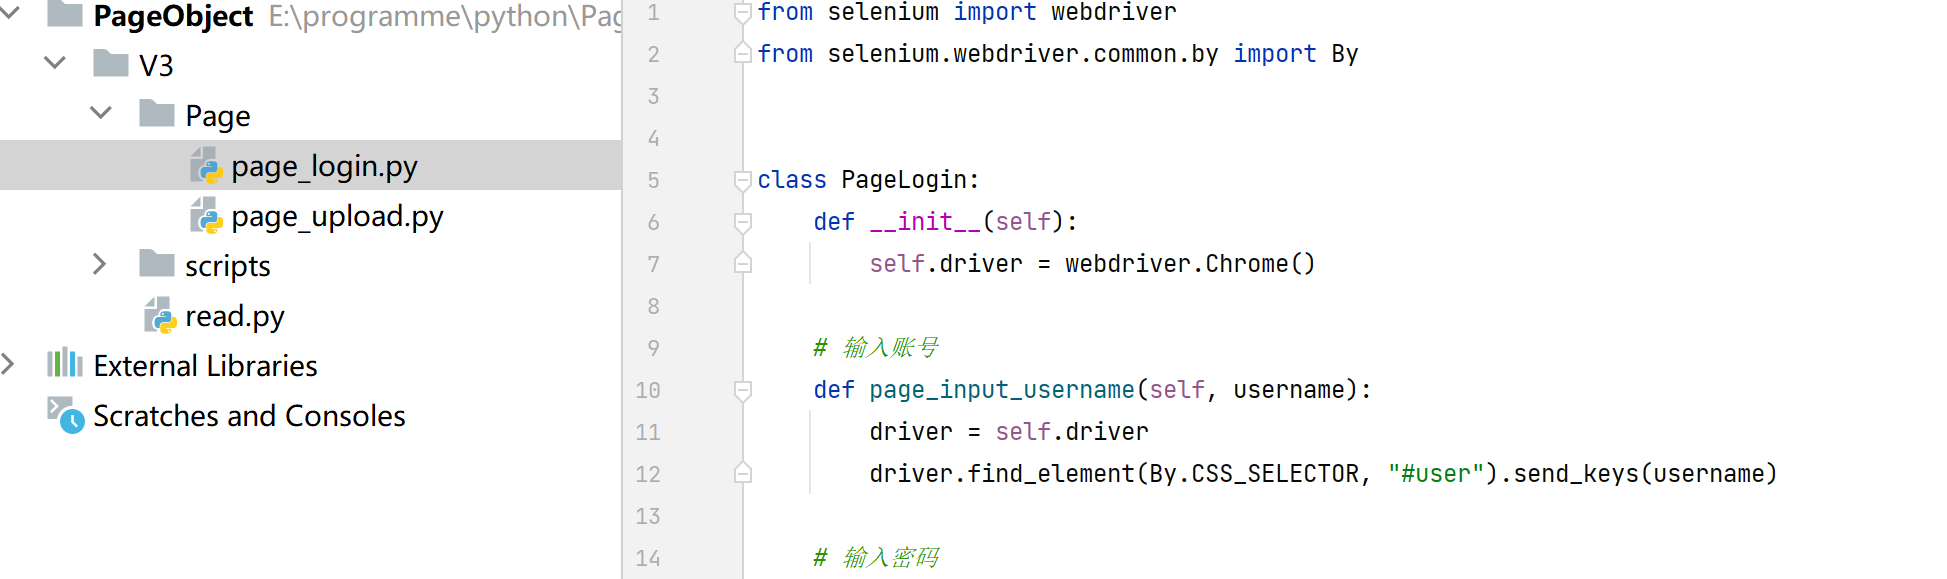 PageObject E:\programme\python\Pag
V3
Page
page_login.py
page_upload.py
scripts
read.py
External Libraries
Scratches and Consoles
1 from selenium import webdriver
2 from selenium.webdriver.common.by import By
3
4
5 class PageLogin:
6     def __init__(self):
7         self.driver = webdriver.Chrome()
8
9     # 输入账号
10     def page_input_username(self, username):
11         driver = self.driver
12         driver.find_element(By.CSS_SELECTOR, "#user").send_keys(username)
13
14     # 输入密码